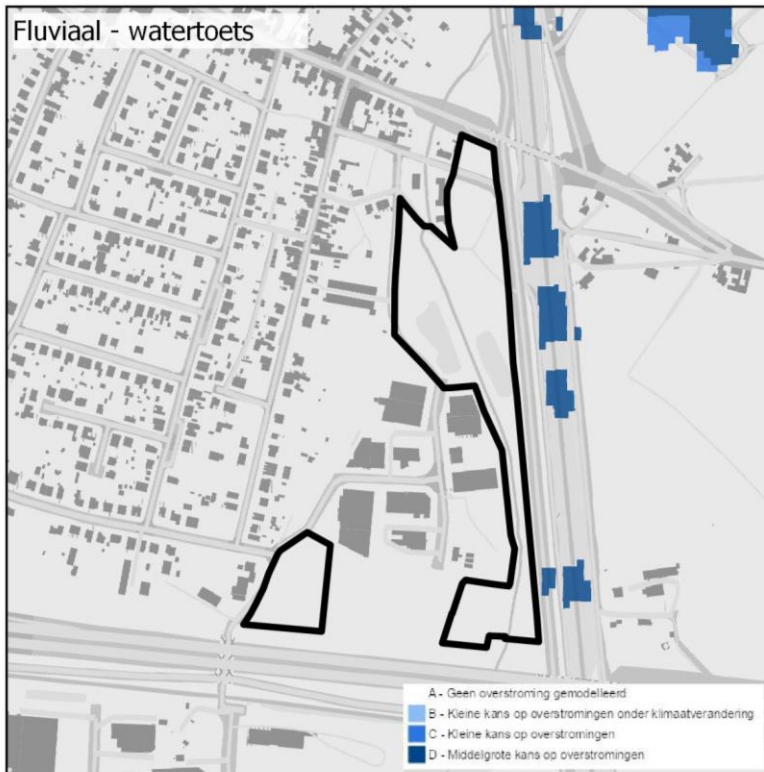 Fluviaal - watertoets
A - Geen overstroming gemodelleerd
B - Kleine kans op overstromingen onder klimaatverandering
C - Kleine kans op overstromingen
D - Middelgrote kans op overstromingen